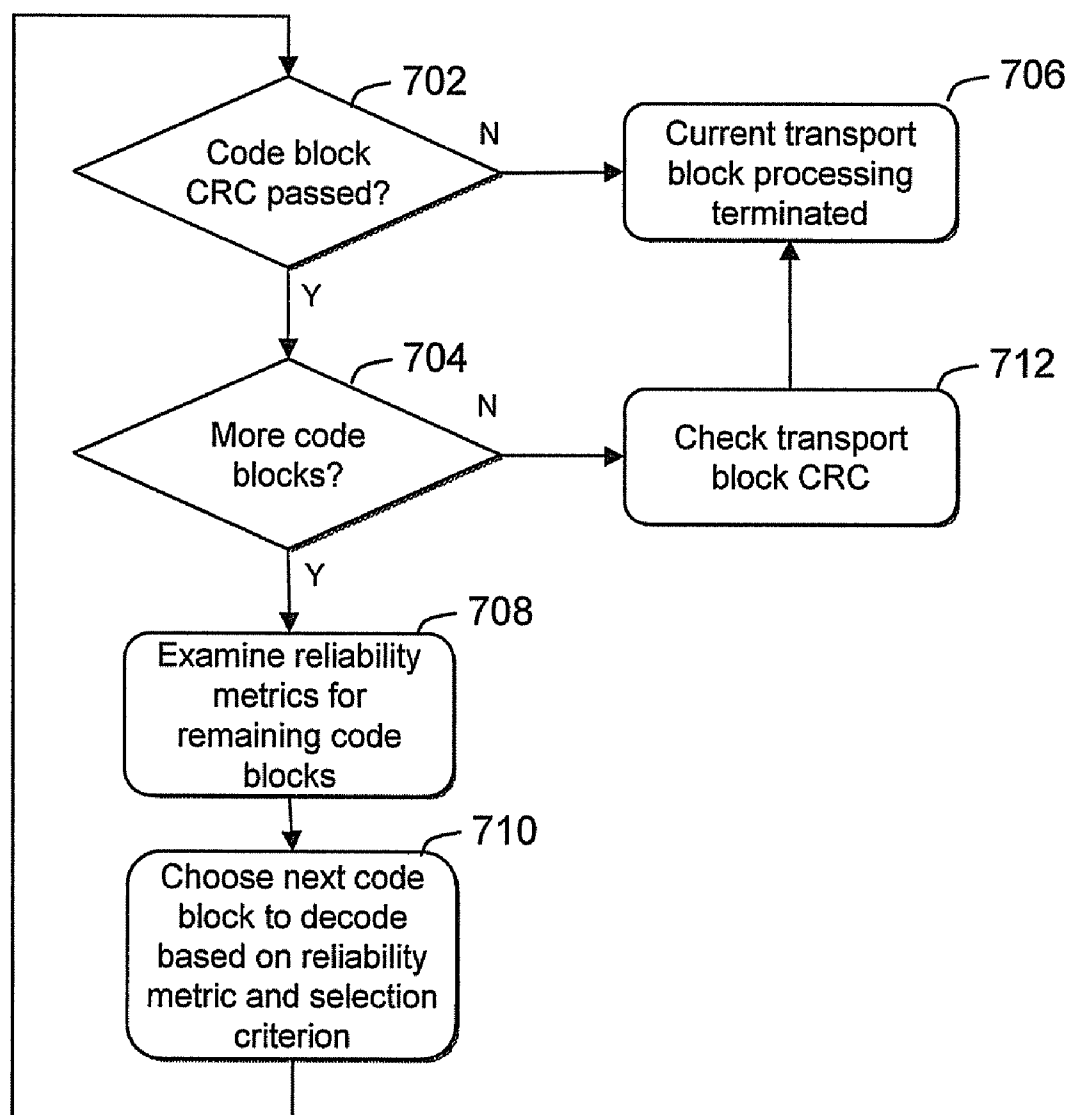 702
Code block
CRC passed?
N
706
Current transport
block processing
terminated
Y
704
More code
blocks?
N
712
Check transport
block CRC
Y
708
Examine reliability
metrics for
remaining code
blocks
710
Choose next code
block to decode
based on reliability
metric and selection
criterion